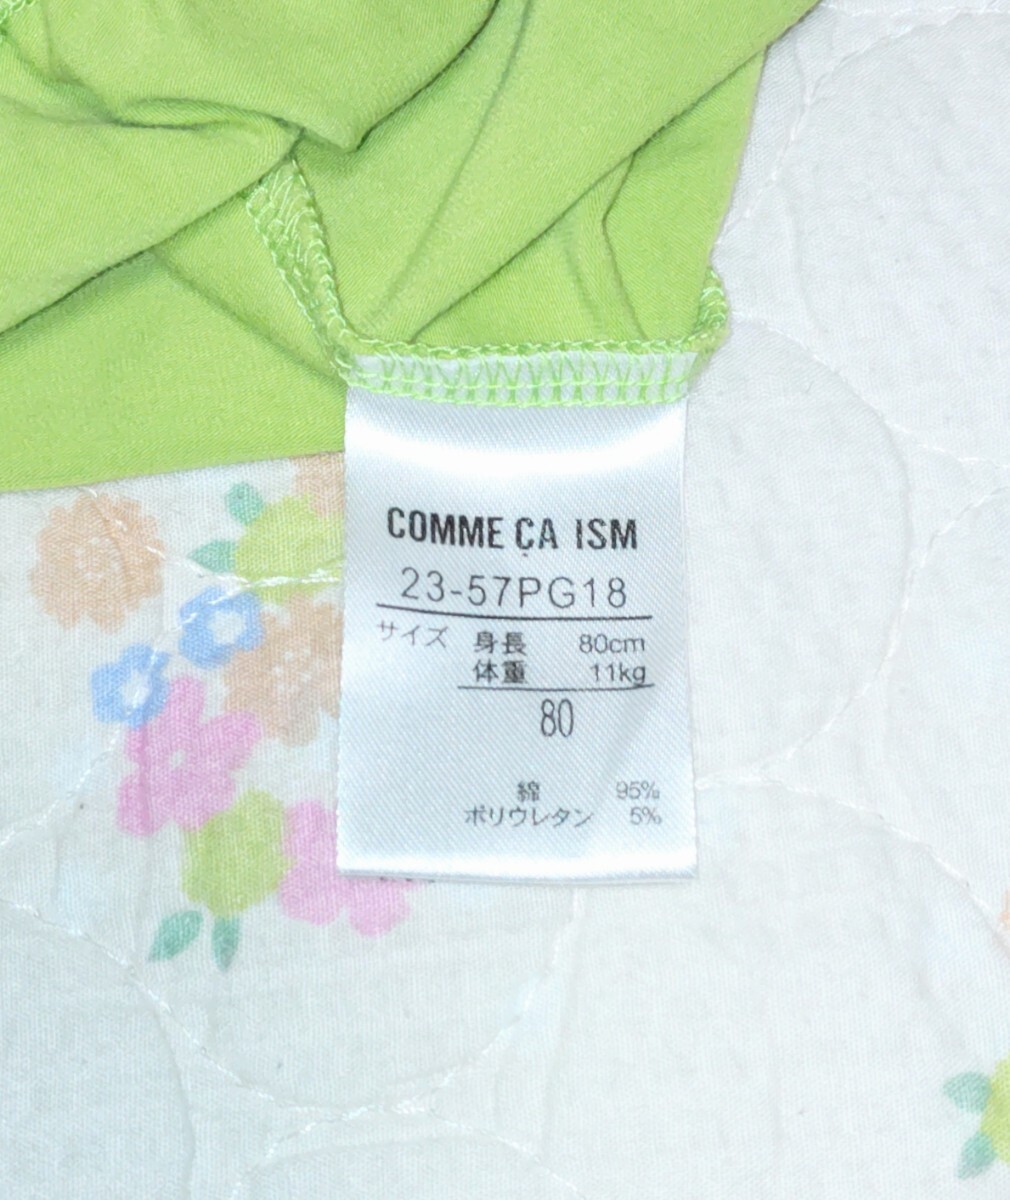 COMME ÇA ISM
23-57PG18
サイズ 身長 80cm
体重 11kg
80
綿 95%
ポリウレタン 5%